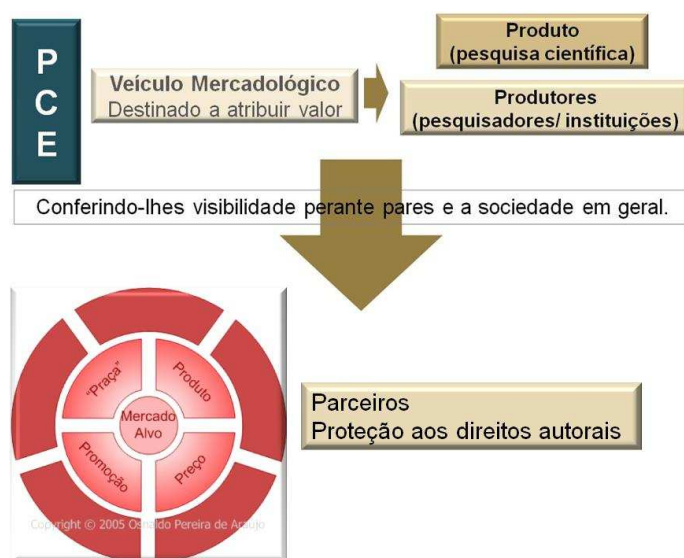 P
C
E
Veículo Mercadológico
Destinado a atribuir valor
Produto
(pesquisa científica)
Produtores
(pesquisadores/ instituições)
Conferindo-lhes visibilidade perante pares e a sociedade em geral.
"Praça"
Produto
Mercado
Alvo
Promoção
Preço
Copyright © 2005 Osnaldo Pereira de Araujo
Parceiros
Proteção aos direitos autorais